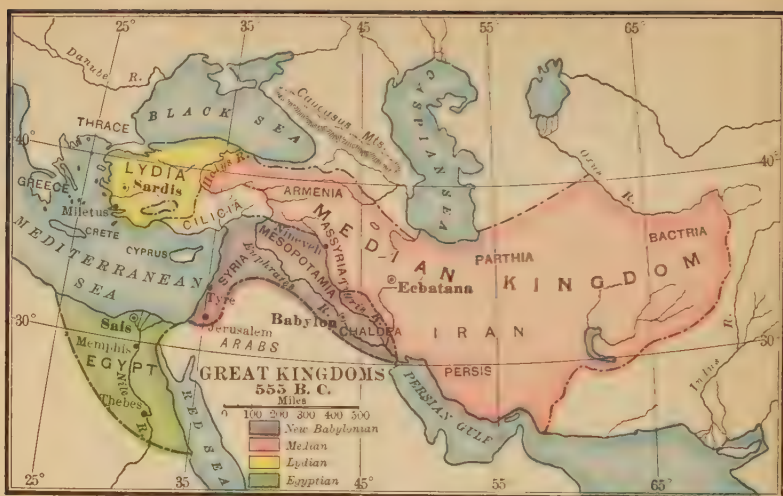 25° 35° 45° 55° 65°
Danube R.
BLACK SEA
Caucasus Mts.
CASPIAN SEA
THRACE
40° 40°
Oxus R.
LYDIA
Sardis
Halys R.
ARMENIA
GREECE
Miletus
CILICIA
MEDIAN KINGDOM
BACTRIA
PARTHIA
CRETE
CYPRUS
Nineveh
ASSYRIA
MESOPOTAMIA
SYRIA
Euphrates R.
Tigris R.
Ecbatana
MEDITERRANEAN SEA
Tyre
Babylon
CHALDEA
IRAN
30° 30°
Sais
Jerusalem
ARABS
Memphis
EGYPT
Nile R.
Thebes
PERSIS
Indus R.
RED SEA
PERSIAN GULF
GREAT KINGDOMS
555 B. C.
Miles
0 100 200 300 400 500
New Babylonian
Median
Lydian
Egyptian
25° 35° 45° 55° 65°